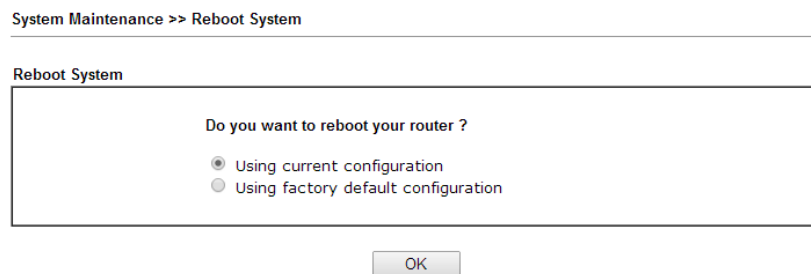 System Maintenance >> Reboot System
Reboot System
Do you want to reboot your router ?
Using current configuration
Using factory default configuration
OK